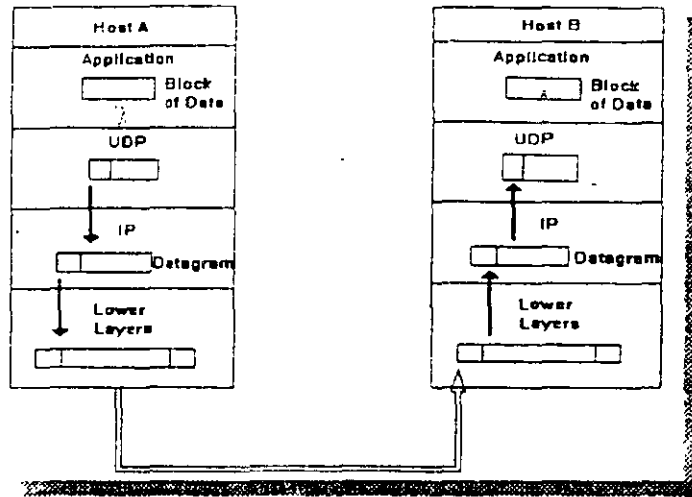 Host A
Application
Block
of Data
UDP
IP
Datagram
Lower
Layers
Host B
Application
Block
of Data
UDP
IP
Datagram
Lower
Layers